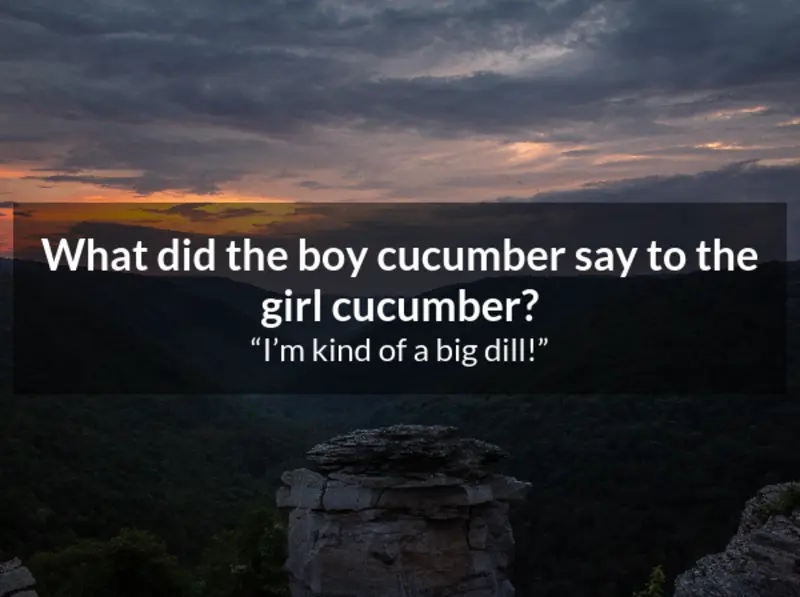 What did the boy cucumber say to the
girl cucumber?
“I’m kind of a big dill!”